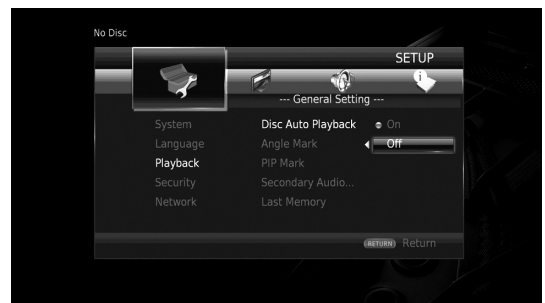 No Disc
SETUP
--- General Setting ---
System Disc Auto Playback On
Language Angle Mark Off
Playback PIP Mark
Security Secondary Audio...
Network Last Memory
RETURN Return